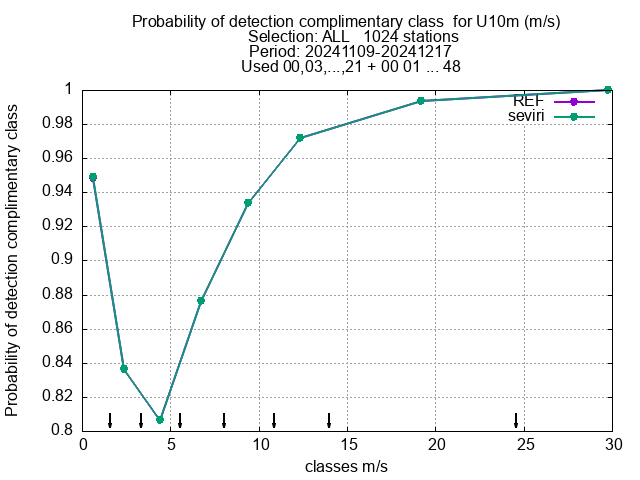 Probability of detection complimentary class  for U10m (m/s)
Selection: ALL   1024 stations
Period: 20241109-20241217
Used 00,03,...,21 + 00 01 ... 48
Probability of detection complimentary class
1
0.98
0.96
0.94
0.92
0.9
0.88
0.86
0.84
0.82
0.8
REF
seviri
0 5 10 15 20 25 30
classes m/s